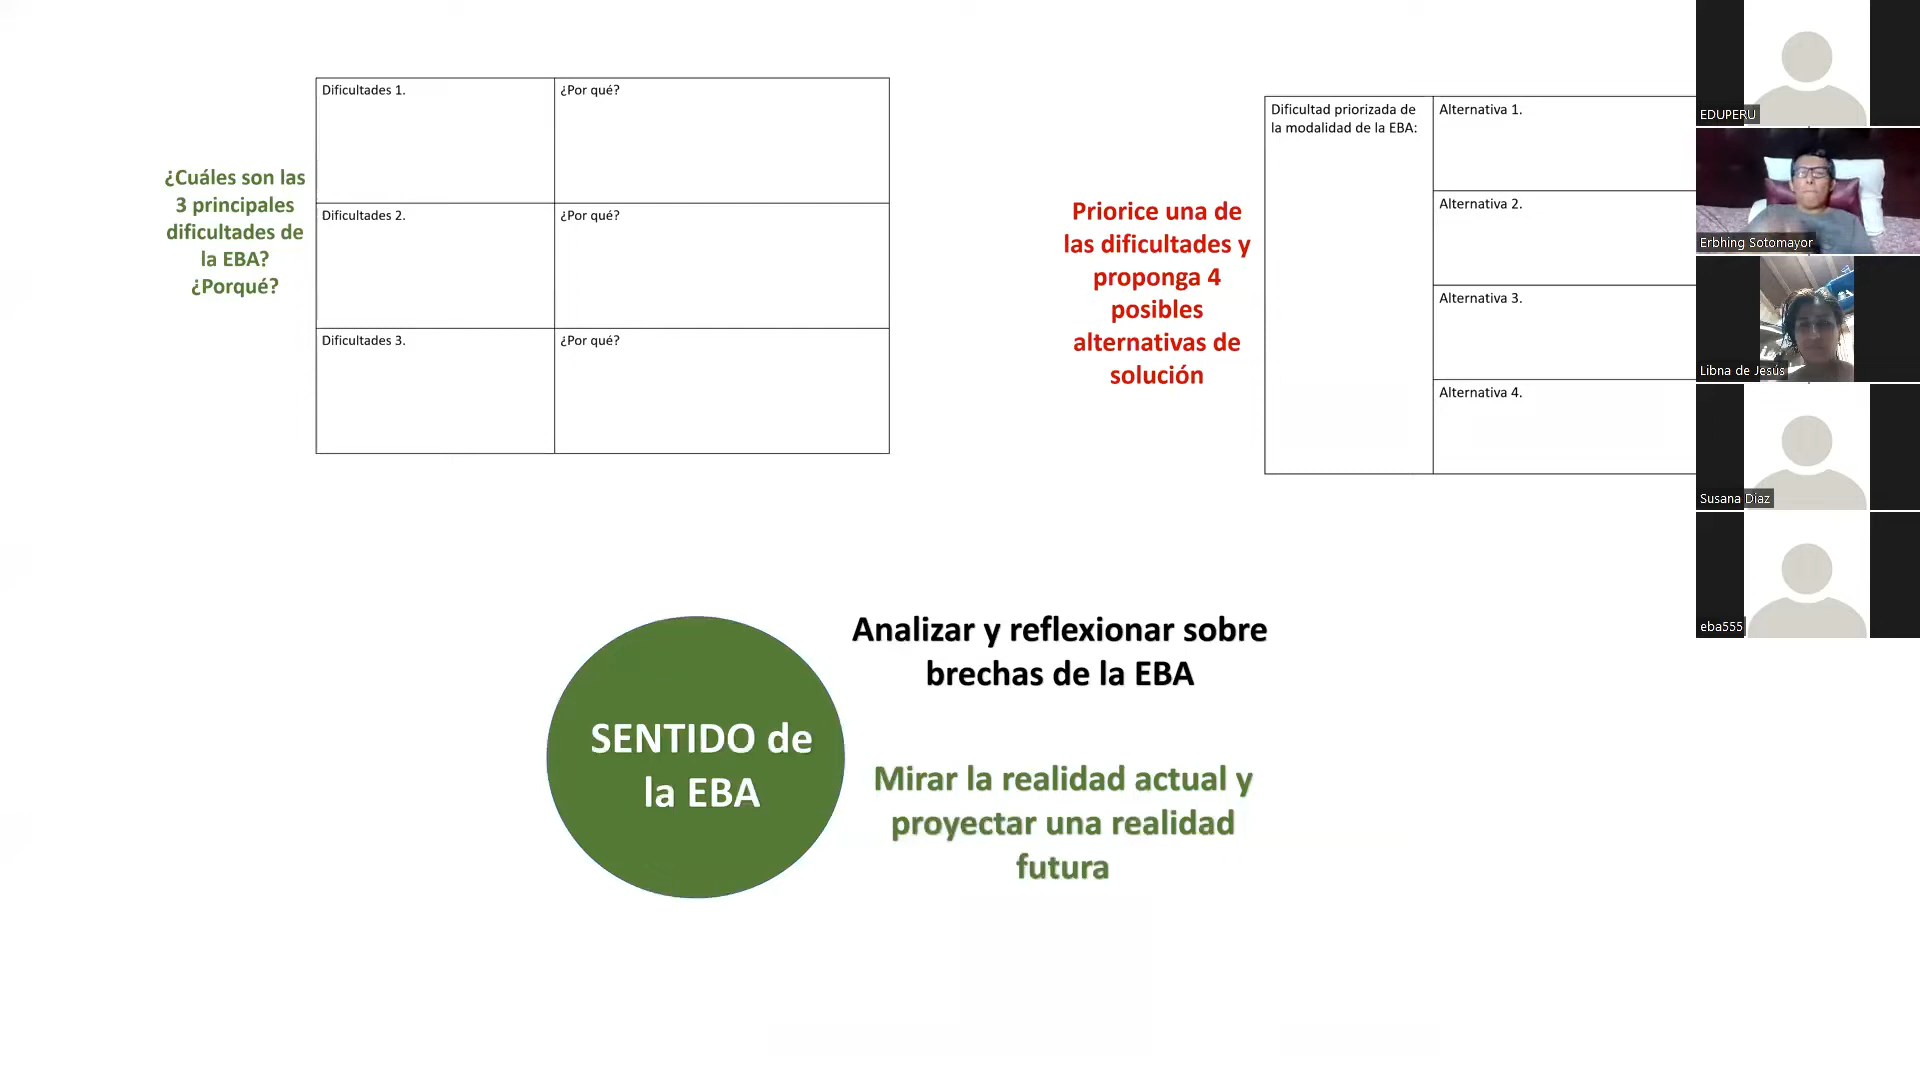 ¿Cuáles son las
3 principales
dificultades de
la EBA?
¿Porqué?
Dificultades 1.
¿Por qué?
Dificultades 2.
¿Por qué?
Dificultades 3.
¿Por qué?
Priorice una de
las dificultades y
proponga 4
posibles
alternativas de
solución
Dificultad priorizada de
la modalidad de la EBA:
Alternativa 1.
Alternativa 2.
Alternativa 3.
Alternativa 4.
SENTIDO de
la EBA
Analizar y reflexionar sobre
brechas de la EBA
Mirar la realidad actual y
proyectar una realidad
futura
EDUPERU
Erbhing Sotomayor
Libna de Jesús
Susana Diaz
eba555